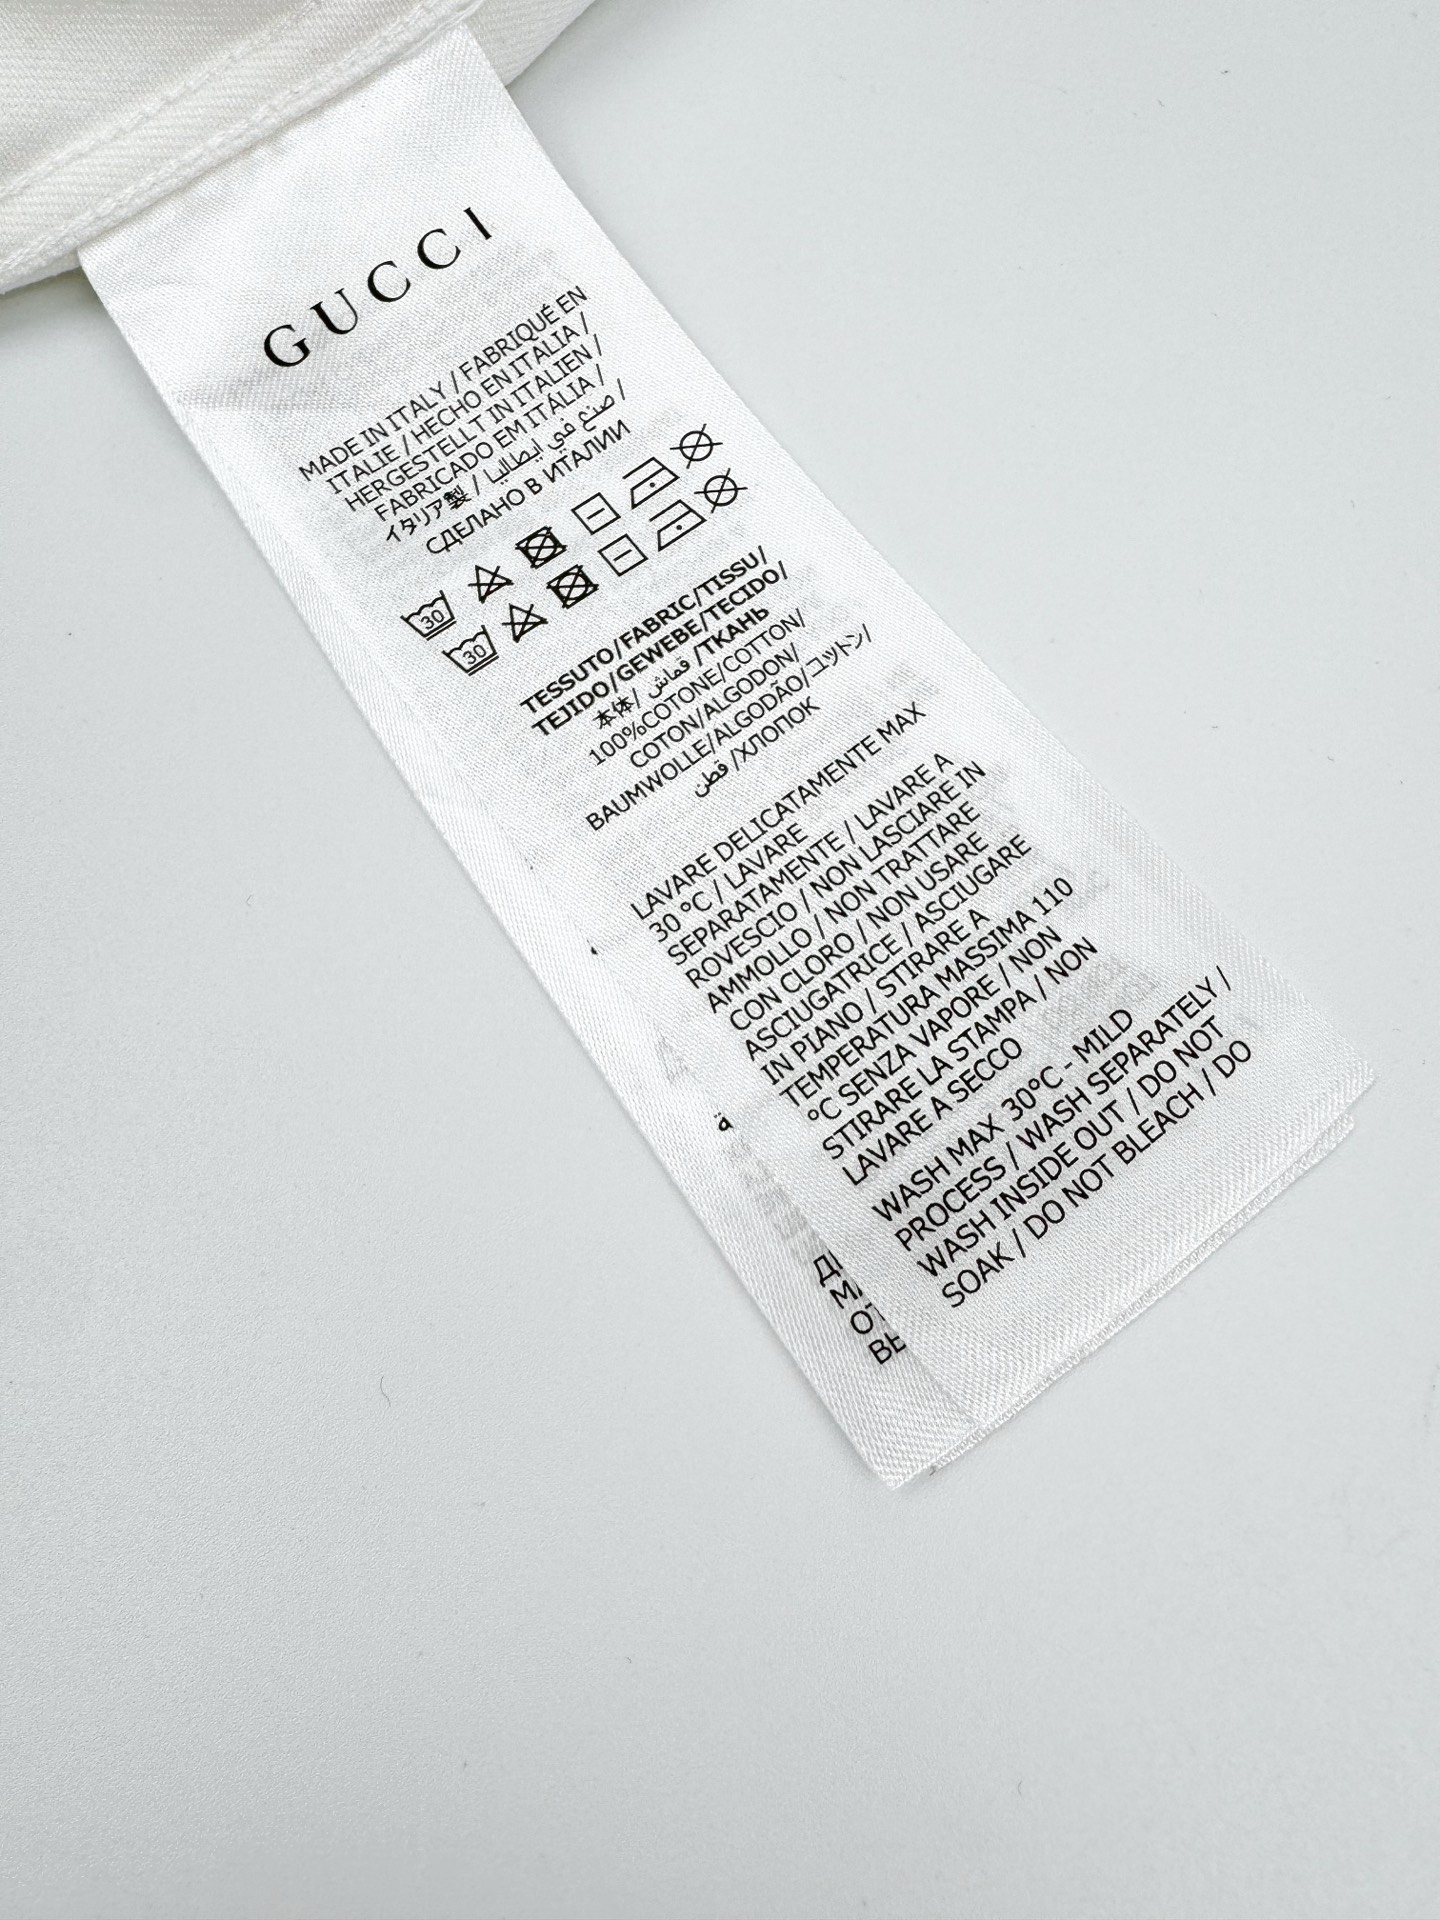 GUCCI
MADE IN ITALY / FABRIQUÉ EN
ITALIE / HECHO EN ITALIA /
HERGESTELLT IN ITALIEN /
FABRICADO EM ITÁLIA /
イタリア製 / صنع في ايطاليا /
СДЕЛАНО В ИТАЛИИ
30
30
TESSUTO/FABRIC/TISSU/
TEJIDO/GEWEBE/TECIDO/
本体/ قماش /ТКАНЬ
100%COTONE/COTTON/
COTON/ALGODON/
BAUMWOLLE/ALGODÃO/コットン/
قطن /ХЛОПОК
LAVARE DELICATAMENTE MAX
30 °C / LAVARE
SEPARATAMENTE / LAVARE A
ROVESCIO / NON LASCIARE IN
AMMOLLO / NON TRATTARE
CON CLORO / NON USARE
ASCIUGATRICE / ASCIUGARE
IN PIANO / STIRARE A
TEMPERATURA MASSIMA 110
°C SENZA VAPORE / NON
STIRARE LA STAMPA / NON
LAVARE A SECCO
WASH MAX 30°C - MILD
PROCESS / WASH SEPARATELY /
WASH INSIDE OUT / DO NOT
SOAK / DO NOT BLEACH / DO